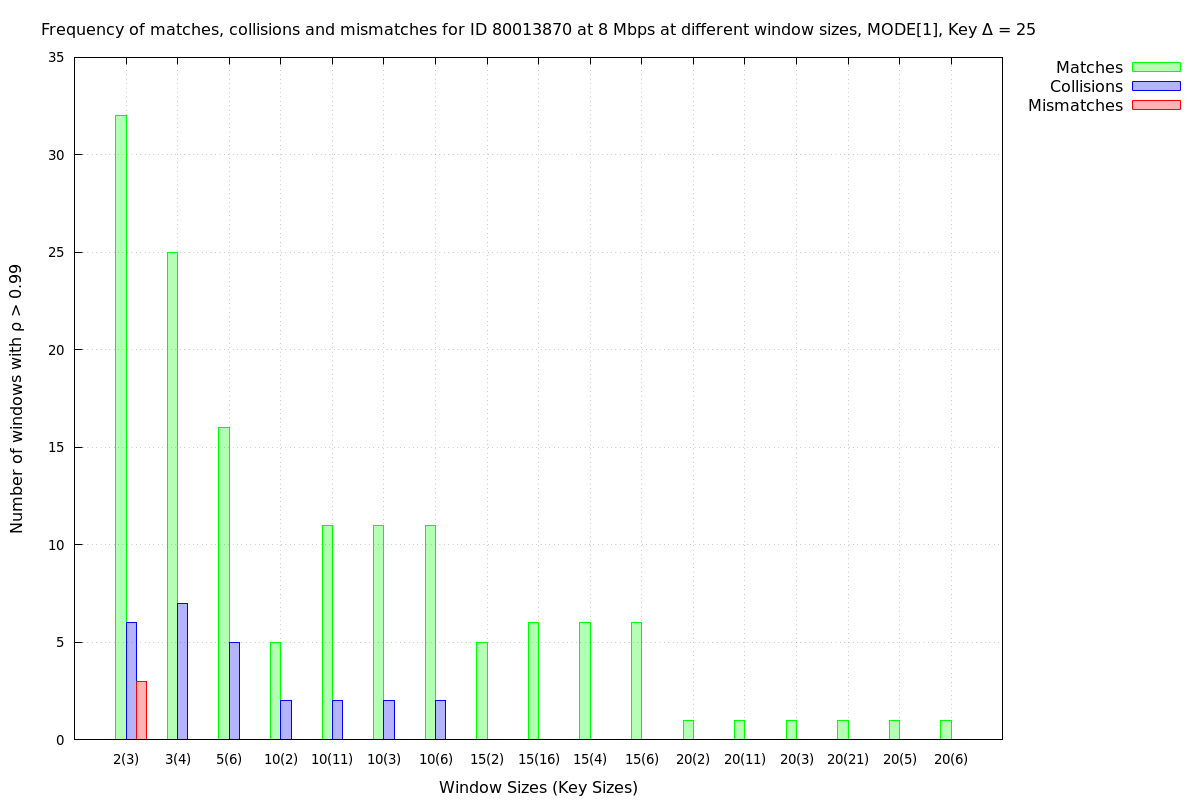 Frequency of matches, collisions and mismatches for ID 80013870 at 8 Mbps at different window sizes, MODE[1], Key Δ = 25
Matches
Collisions
Mismatches
Number of windows with ρ > 0.99
35
30
25
20
15
10
5
0
2(3) 3(4) 5(6) 10(2) 10(11) 10(3) 10(6) 15(2) 15(16) 15(4) 15(6) 20(2) 20(11) 20(3) 20(21) 20(5) 20(6)
Window Sizes (Key Sizes)